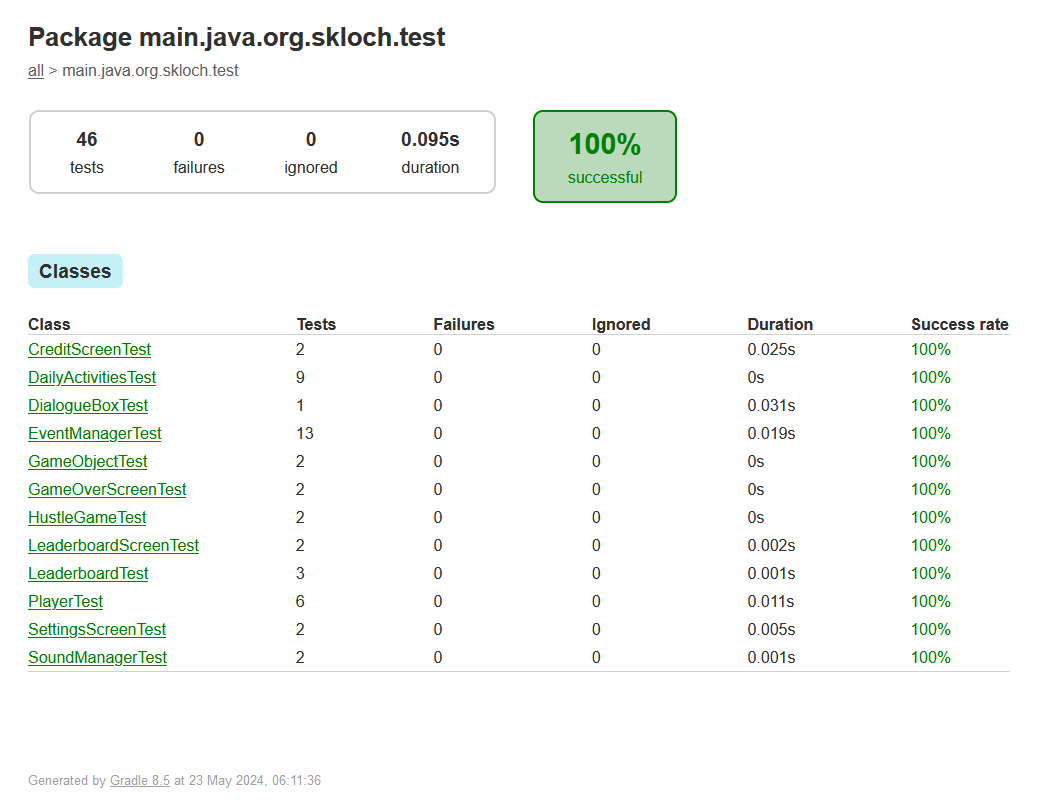 Package main.java.org.skloch.test
all > main.java.org.skloch.test
46 0 0 0.095s
tests failures ignored duration
100%
successful
Classes
Class Tests Failures Ignored Duration Success rate
CreditScreenTest 2 0 0 0.025s 100%
DailyActivitiesTest 9 0 0 0s 100%
DialogueBoxTest 1 0 0 0.031s 100%
EventManagerTest 13 0 0 0.019s 100%
GameObjectTest 2 0 0 0s 100%
GameOverScreenTest 2 0 0 0s 100%
HustleGameTest 2 0 0 0s 100%
LeaderboardScreenTest 2 0 0 0.002s 100%
LeaderboardTest 3 0 0 0.001s 100%
PlayerTest 6 0 0 0.011s 100%
SettingsScreenTest 2 0 0 0.005s 100%
SoundManagerTest 2 0 0 0.001s 100%
Generated by Gradle 8.5 at 23 May 2024, 06:11:36